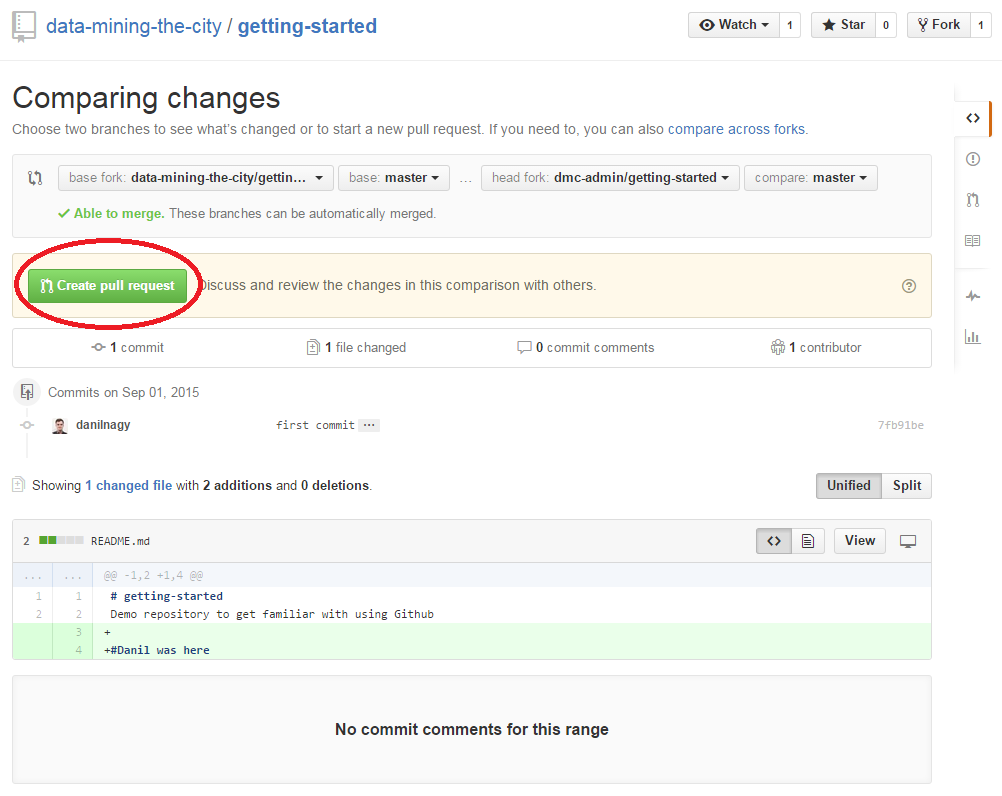 data-mining-the-city / getting-started
Watch 1 Star 0 Fork 1
Comparing changes
Choose two branches to see what's changed or to start a new pull request. If you need to, you can also compare across forks.
base fork: data-mining-the-city/gettin... base: master ... head fork: dmc-admin/getting-started compare: master
Able to merge. These branches can be automatically merged.
Create pull request Discuss and review the changes in this comparison with others.
1 commit 1 file changed 0 commit comments 1 contributor
Commits on Sep 01, 2015
danilnagy first commit ... 7fb91be
Showing 1 changed file with 2 additions and 0 deletions.
Unified Split
2 README.md View
... ... @@ -1,2 +1,4 @@
1 1 # getting-started
2 2 Demo repository to get familiar with using Github
3 +
4 +#Danil was here
No commit comments for this range